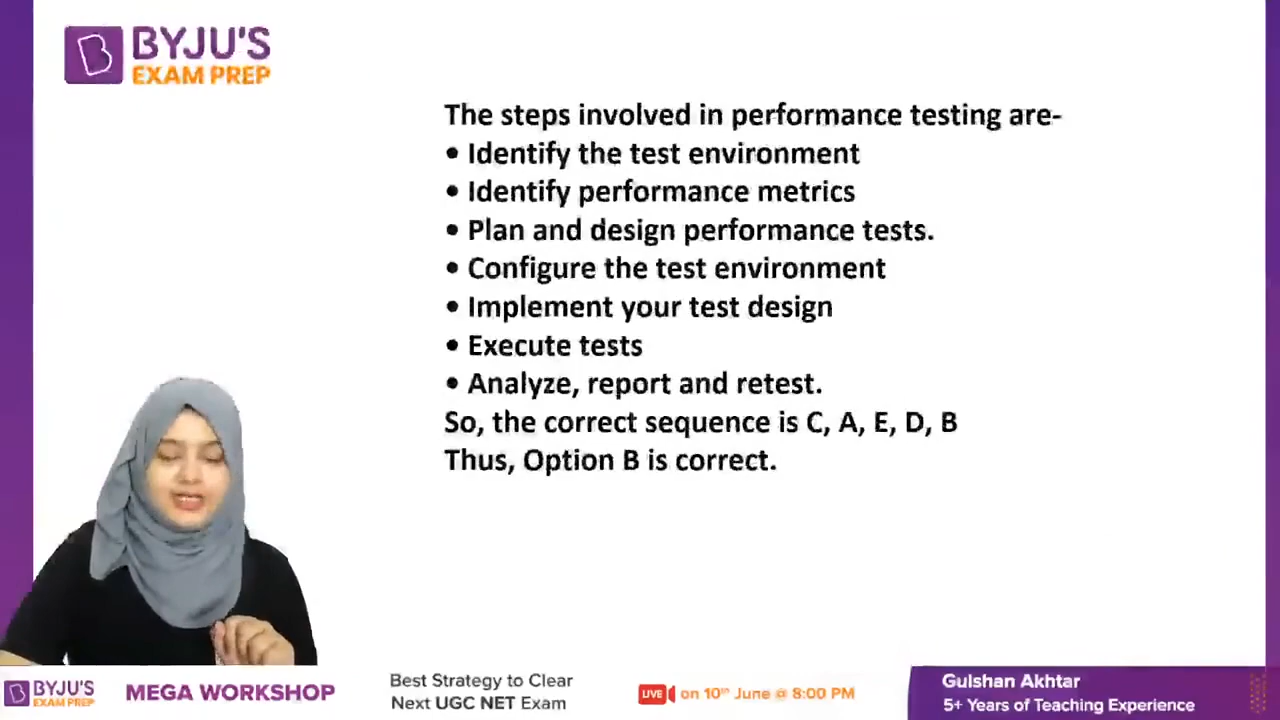 BYJU'S
EXAM PREP
The steps involved in performance testing are-
• Identify the test environment
• Identify performance metrics
• Plan and design performance tests.
• Configure the test environment
• Implement your test design
• Execute tests
• Analyze, report and retest.
So, the correct sequence is C, A, E, D, B
Thus, Option B is correct.
BYJU'S
EXAM PREP
MEGA WORKSHOP
Best Strategy to Clear
Next UGC NET Exam
LIVE on 10th June @ 8:00 PM
Gulshan Akhtar
5+ Years of Teaching Experience